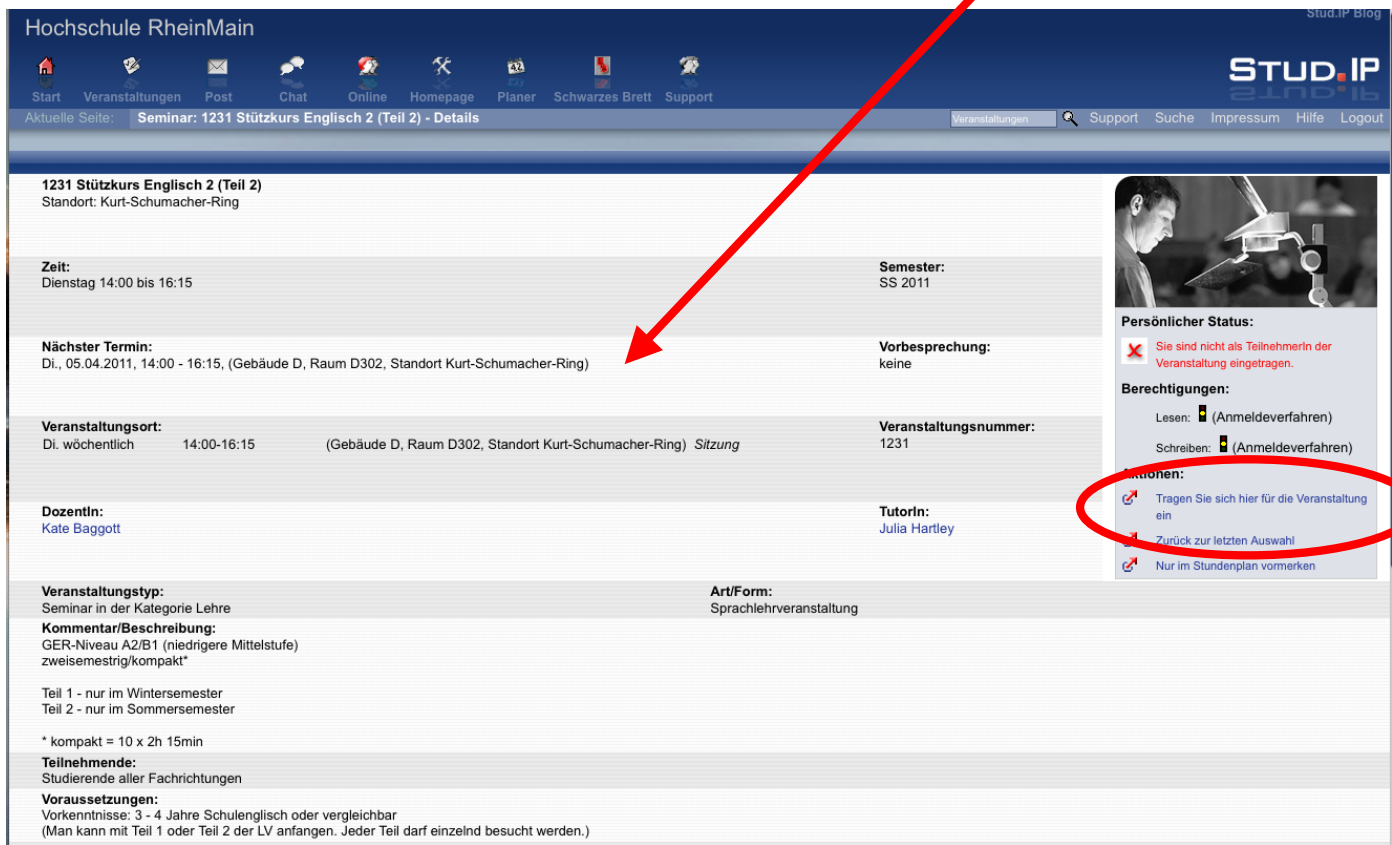 Stud.IP Blog
Hochschule RheinMain
STUD.IP
Start Veranstaltungen Post Chat Online Homepage Planer Schwarzes Brett Support
Aktuelle Seite: Seminar: 1231 Stützkurs Englisch 2 (Teil 2) - Details
Veranstaltungen Support Suche Impressum Hilfe Logout
1231 Stützkurs Englisch 2 (Teil 2)
Standort: Kurt-Schumacher-Ring
Zeit:
Dienstag 14:00 bis 16:15
Semester:
SS 2011
Nächster Termin:
Di., 05.04.2011, 14:00 - 16:15, (Gebäude D, Raum D302, Standort Kurt-Schumacher-Ring)
Vorbesprechung:
keine
Veranstaltungsort:
Di. wöchentlich 14:00-16:15 (Gebäude D, Raum D302, Standort Kurt-Schumacher-Ring) Sitzung
Veranstaltungsnummer:
1231
DozentIn:
Kate Baggott
TutorIn:
Julia Hartley
Persönlicher Status:
Sie sind nicht als TeilnehmerIn der
Veranstaltung eingetragen.
Berechtigungen:
Lesen: (Anmeldeverfahren)
Schreiben: (Anmeldeverfahren)
Aktionen:
Tragen Sie sich hier für die Veranstaltung
ein
Zurück zur letzten Auswahl
Nur im Stundenplan vormerken
Veranstaltungstyp:
Seminar in der Kategorie Lehre
Art/Form:
Sprachlehrveranstaltung
Kommentar/Beschreibung:
GER-Niveau A2/B1 (niedrigere Mittelstufe)
zweisemestrig/kompakt*
Teil 1 - nur im Wintersemester
Teil 2 - nur im Sommersemester
* kompakt = 10 x 2h 15min
Teilnehmende:
Studierende aller Fachrichtungen
Voraussetzungen:
Vorkenntnisse: 3 - 4 Jahre Schulenglisch oder vergleichbar
(Man kann mit Teil 1 oder Teil 2 der LV anfangen. Jeder Teil darf einzelnd besucht werden.)